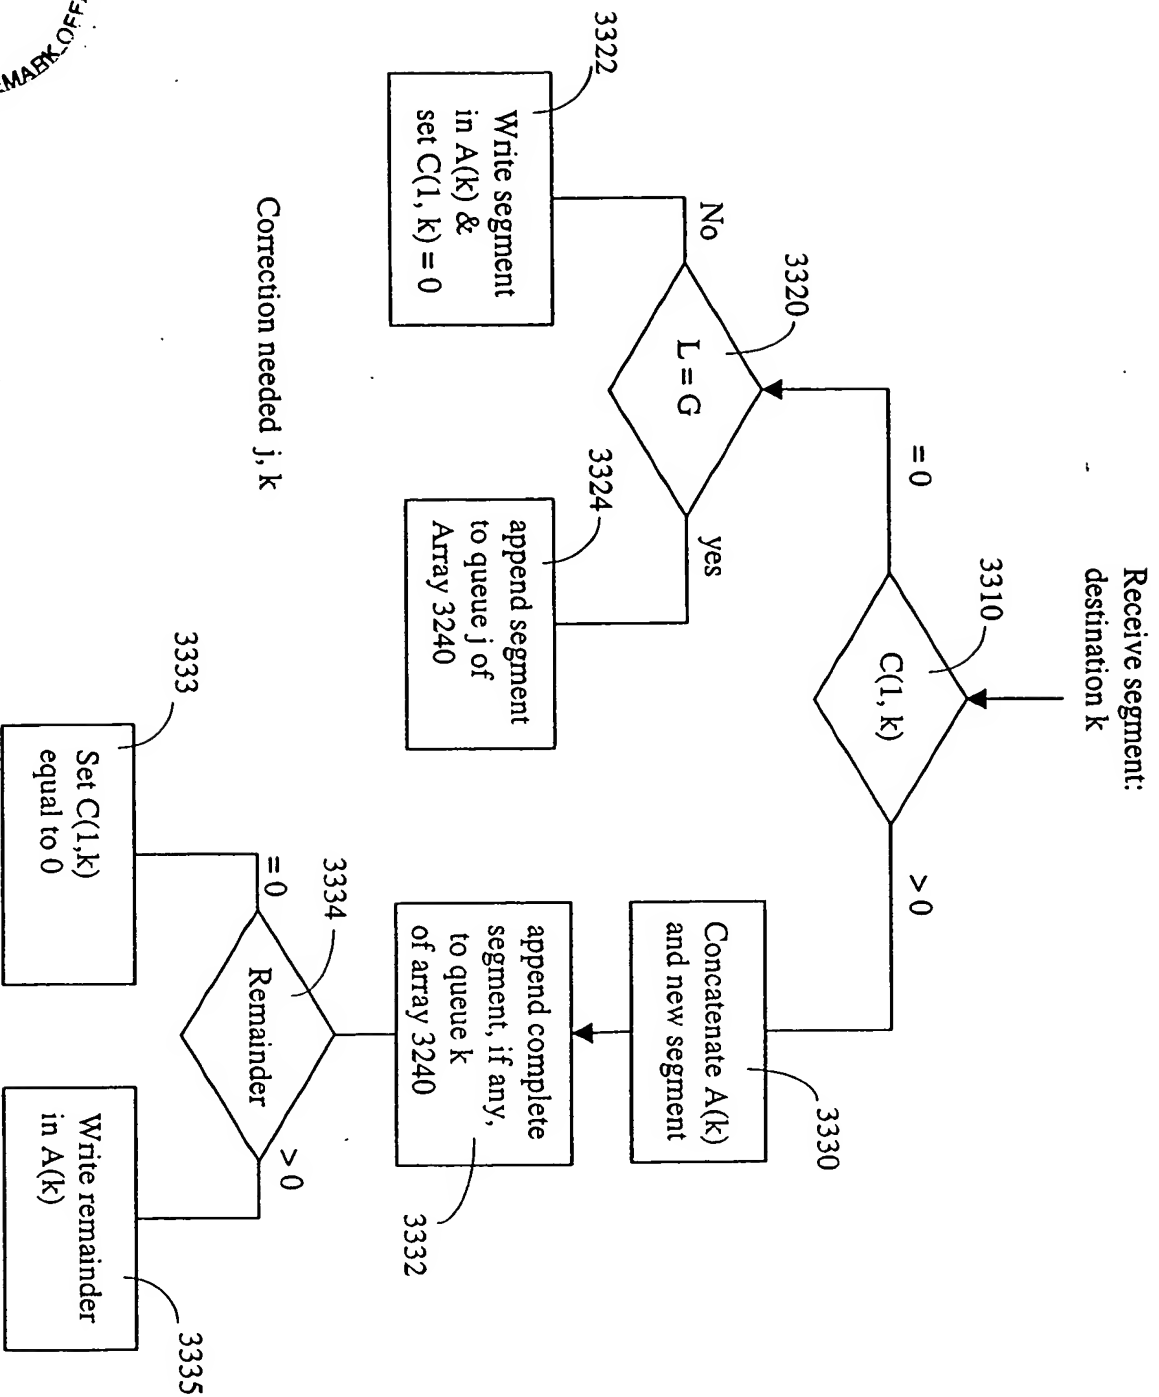 Receive segment:
destination k
3310
C(1, k)
= 0
> 0
3320
L = G
No
yes
3322
Write segment
in A(k) &
set C(1, k) = 0
3324
append segment
to queue j of
Array 3240
Correction needed j, k
3330
Concatenate A(k)
and new segment
3332
append complete
segment, if any,
to queue k
of array 3240
3334
Remainder
= 0
> 0
3333
Set C(1,k)
equal to 0
3335
Write remainder
in A(k)